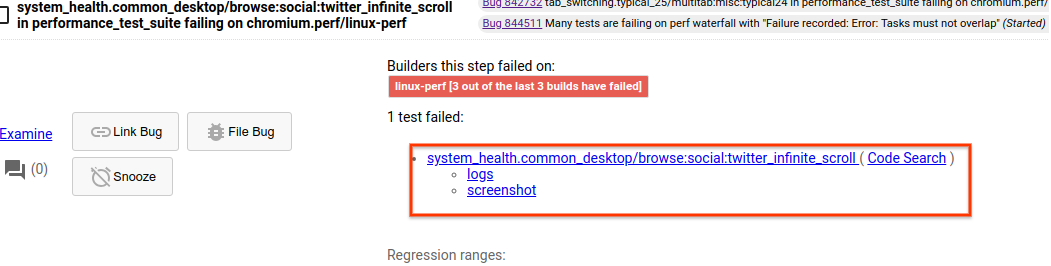 system_health.common_desktop/browse:social:twitter_infinite_scroll
in performance_test_suite failing on chromium.perf/linux-perf
Bug 842732 tab_switching.typical_25/multitab:misc:typical24 in performance_test_suite failing on chromium.perf/
Bug 844511 Many tests are failing on perf waterfall with "Failure recorded: Error: Tasks must not overlap" (Started)
Builders this step failed on:
linux-perf [3 out of the last 3 builds have failed]
1 test failed:
Examine
Link Bug
File Bug
(0)
Snooze
system_health.common_desktop/browse:social:twitter_infinite_scroll ( Code Search )
logs
screenshot
Regression ranges: